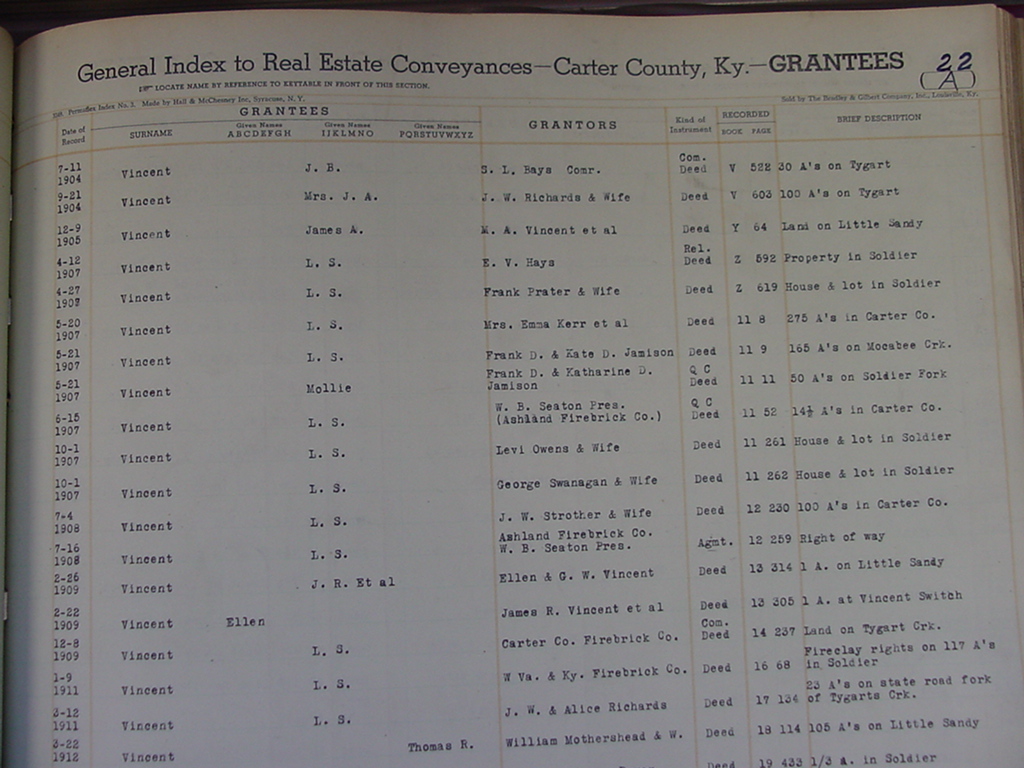 General Index to Real Estate Conveyances—Carter County, Ky.—GRANTEES 22
LOCATE NAME BY REFERENCE TO KEYTABLE IN FRONT OF THIS SECTION. (A)
Permaflex Index No. 3. Made by Hall & McChesney Inc, Syracuse, N. Y. Sold by The Bradley & Gilbert Company, Inc., Louisville, Ky.
Date of Record GRANTEES GRANTORS Kind of Instrument RECORDED BRIEF DESCRIPTION
SURNAME Given Names ABCDEFGH Given Names IJKLMNO Given Names PQRSTUVWXYZ BOOK PAGE
7-11 1904 Vincent J. B. S. L. Bays Comr. Com. Deed V 522 30 A's on Tygart
9-21 1904 Vincent Mrs. J. A. J. W. Richards & Wife Deed V 603 100 A's on Tygart
12-9 1905 Vincent James A. M. A. Vincent et al Deed Y 64 Land on Little Sandy
4-12 1907 Vincent L. S. E. V. Hays Rel. Deed Z 592 Property in Soldier
4-27 Vincent L. S. Frank Prater & Wife Deed Z 619 House & lot in Soldier
5-20 1907 Vincent L. S. Mrs. Emma Kerr et al Deed 11 8 275 A's in Carter Co.
5-21 1907 Vincent L. S. Frank D. & Kate D. Jamison Deed 11 9 165 A's on Mocabee Crk.
5-21 1907 Vincent Mollie Frank D. & Katharine D. Jamison Q C Deed 11 11 50 A's on Soldier Fork
6-15 1907 Vincent L. S. W. B. Seaton Pres. (Ashland Firebrick Co.) Q C Deed 11 52 14½ A's in Carter Co.
10-1 1907 Vincent L. S. Levi Owens & Wife Deed 11 261 House & lot in Soldier
10-1 1907 Vincent L. S. George Swanagan & Wife Deed 11 262 House & lot in Soldier
7-4 1908 Vincent L. S. J. W. Strother & Wife Deed 12 230 100 A's in Carter Co.
7-16 1908 Vincent L. S. Ashland Firebrick Co. W. B. Seaton Pres. Agmt. 12 259 Right of way
2-26 1909 Vincent J. R. Et al Ellen & G. W. Vincent Deed 13 314 1 A. on Little Sandy
2-22 1909 Vincent Ellen James R. Vincent et al Deed 13 305 1 A. at Vincent Switch
12-8 1909 Vincent L. S. Carter Co. Firebrick Co. Com. Deed 14 237 Land on Tygart Crk.
1-9 1911 Vincent L. S. W Va. & Ky. Firebrick Co. Deed 16 68 Fireclay rights on 117 A's in Soldier
3-12 1911 Vincent L. S. J. W. & Alice Richards Deed 17 134 23 A's on state road fork of Tygarts Crk.
3-22 1912 Vincent Thomas R. William Mothershead & W. Deed 18 114 105 A's on Little Sandy
Deed 19 433 1/3 A. in Soldier